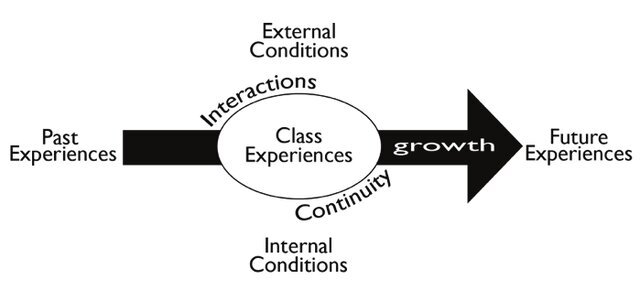 External
Conditions
Interactions
Past
Experiences
Class
Experiences
growth
Future
Experiences
Continuity
Internal
Conditions